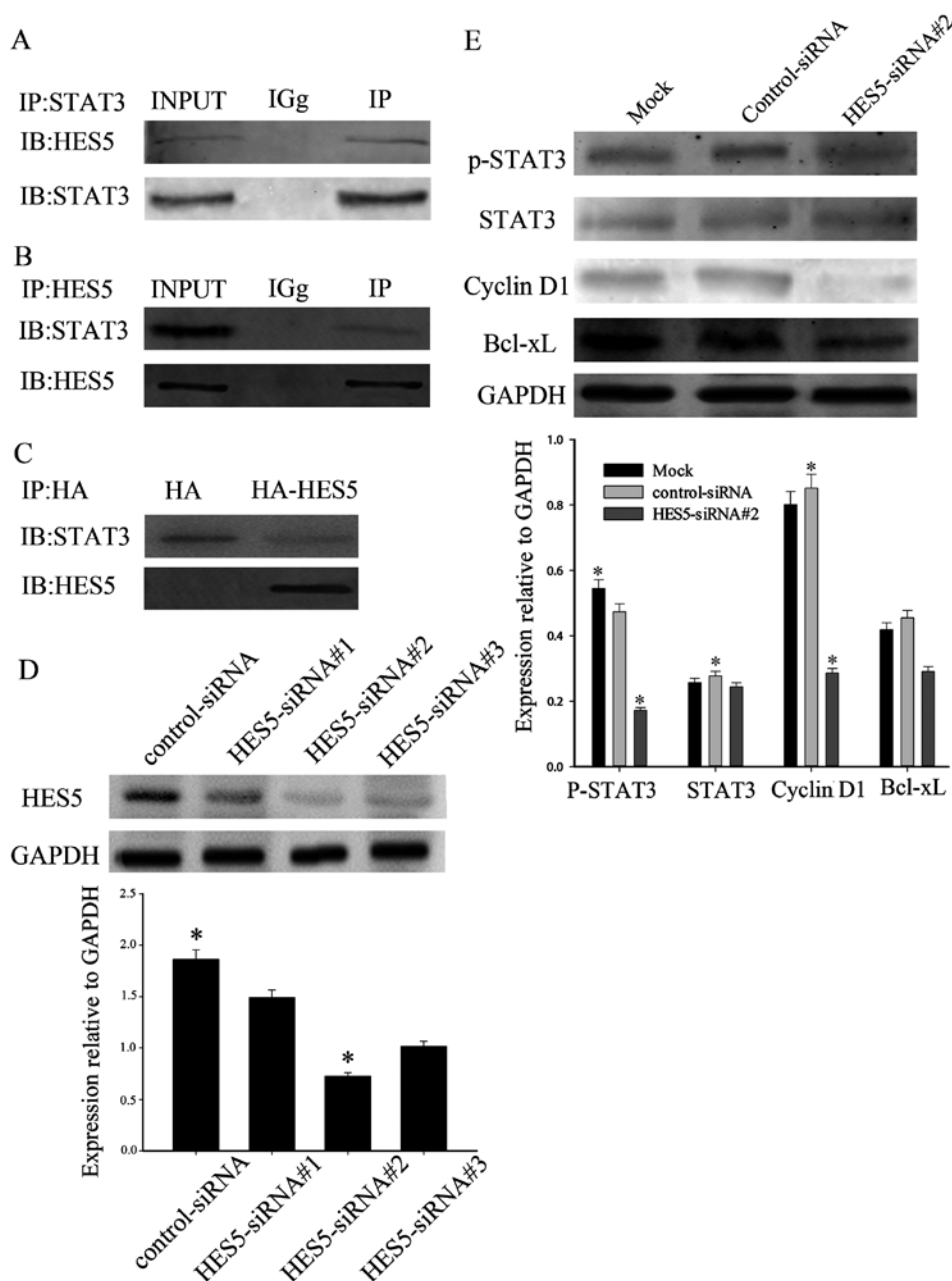 A
IP:STAT3 INPUT IGg IP
IB:HES5
IB:STAT3
B
IP:HES5 INPUT IGg IP
IB:STAT3
IB:HES5
C
IP:HA HA HA-HES5
IB:STAT3
IB:HES5
D
control-siRNA HES5-siRNA#1 HES5-siRNA#2 HES5-siRNA#3
HES5
GAPDH
Expression relative to GAPDH
2.5
2.0
1.5
1.0
0.5
0.0
* *
control-siRNA HES5-siRNA#1 HES5-siRNA#2 HES5-siRNA#3
E
Mock Control-siRNA HES5-siRNA#2
p-STAT3
STAT3
Cyclin D1
Bcl-xL
GAPDH
Expression relative to GAPDH
1.0
0.8
0.6
0.4
0.2
0.0
Mock
control-siRNA
HES5-siRNA#2
* * * * *
P-STAT3 STAT3 Cyclin D1 Bcl-xL